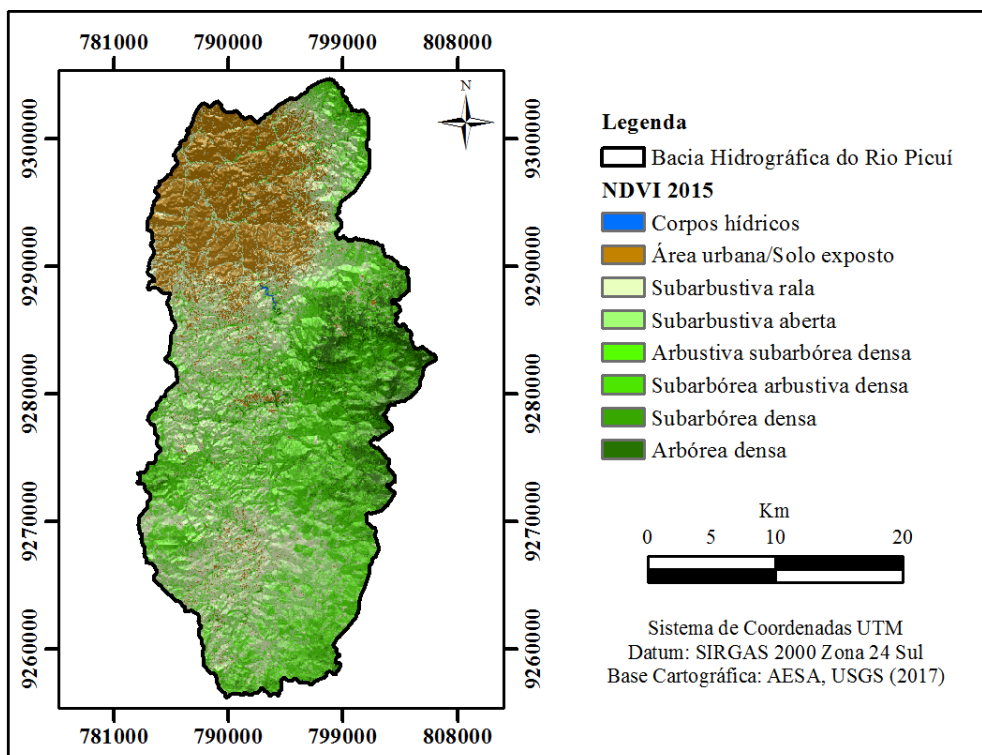 781000 790000 799000 808000
N
9300000
9290000
9280000
9270000
9260000
9300000
9290000
9280000
9270000
9260000
781000 790000 799000 808000
Legenda
Bacia Hidrográfica do Rio Picuí
NDVI 2015
Corpos hídricos
Área urbana/Solo exposto
Subarbustiva rala
Subarbustiva aberta
Arbustiva subarbórea densa
Subarbórea arbustiva densa
Subarbórea densa
Arbórea densa
Km
0 5 10 20
Sistema de Coordenadas UTM
Datum: SIRGAS 2000 Zona 24 Sul
Base Cartográfica: AESA, USGS (2017)